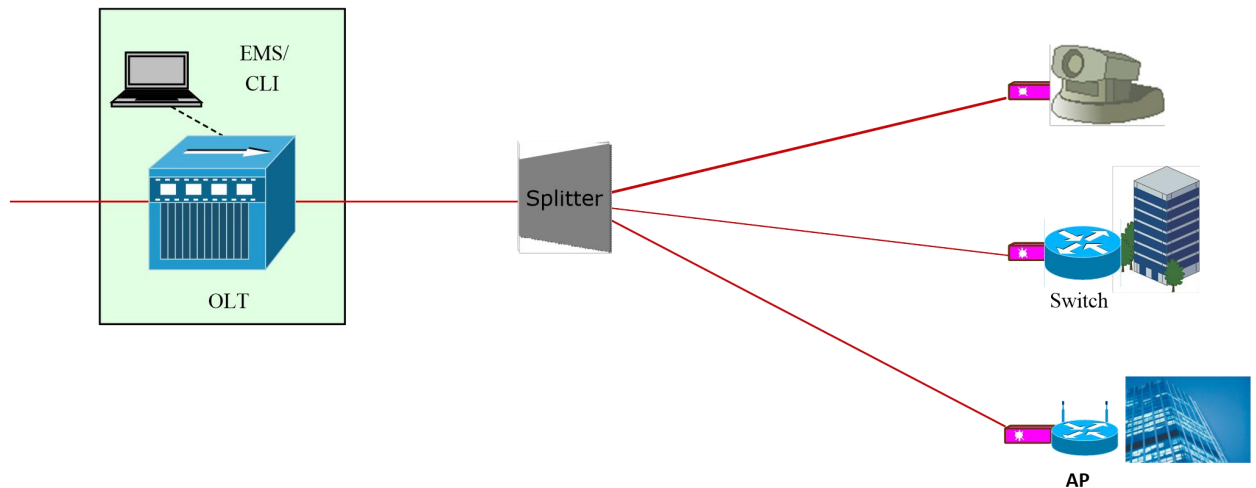 EMS/
CLI
OLT
Splitter
Switch
AP